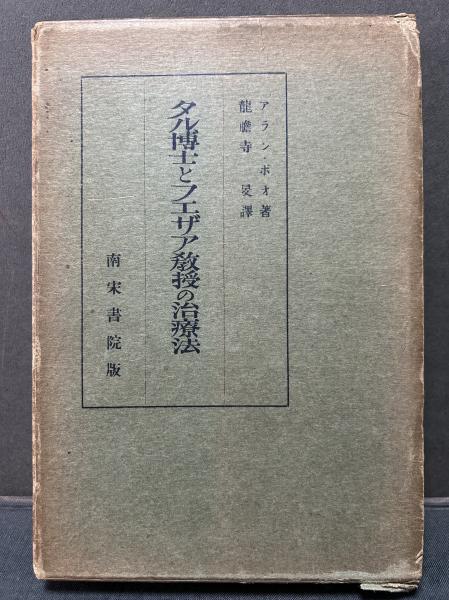 アラン・ポオ著
龍膽寺旻譯
タル博士とフエザア教授の治療法
南宋書院版